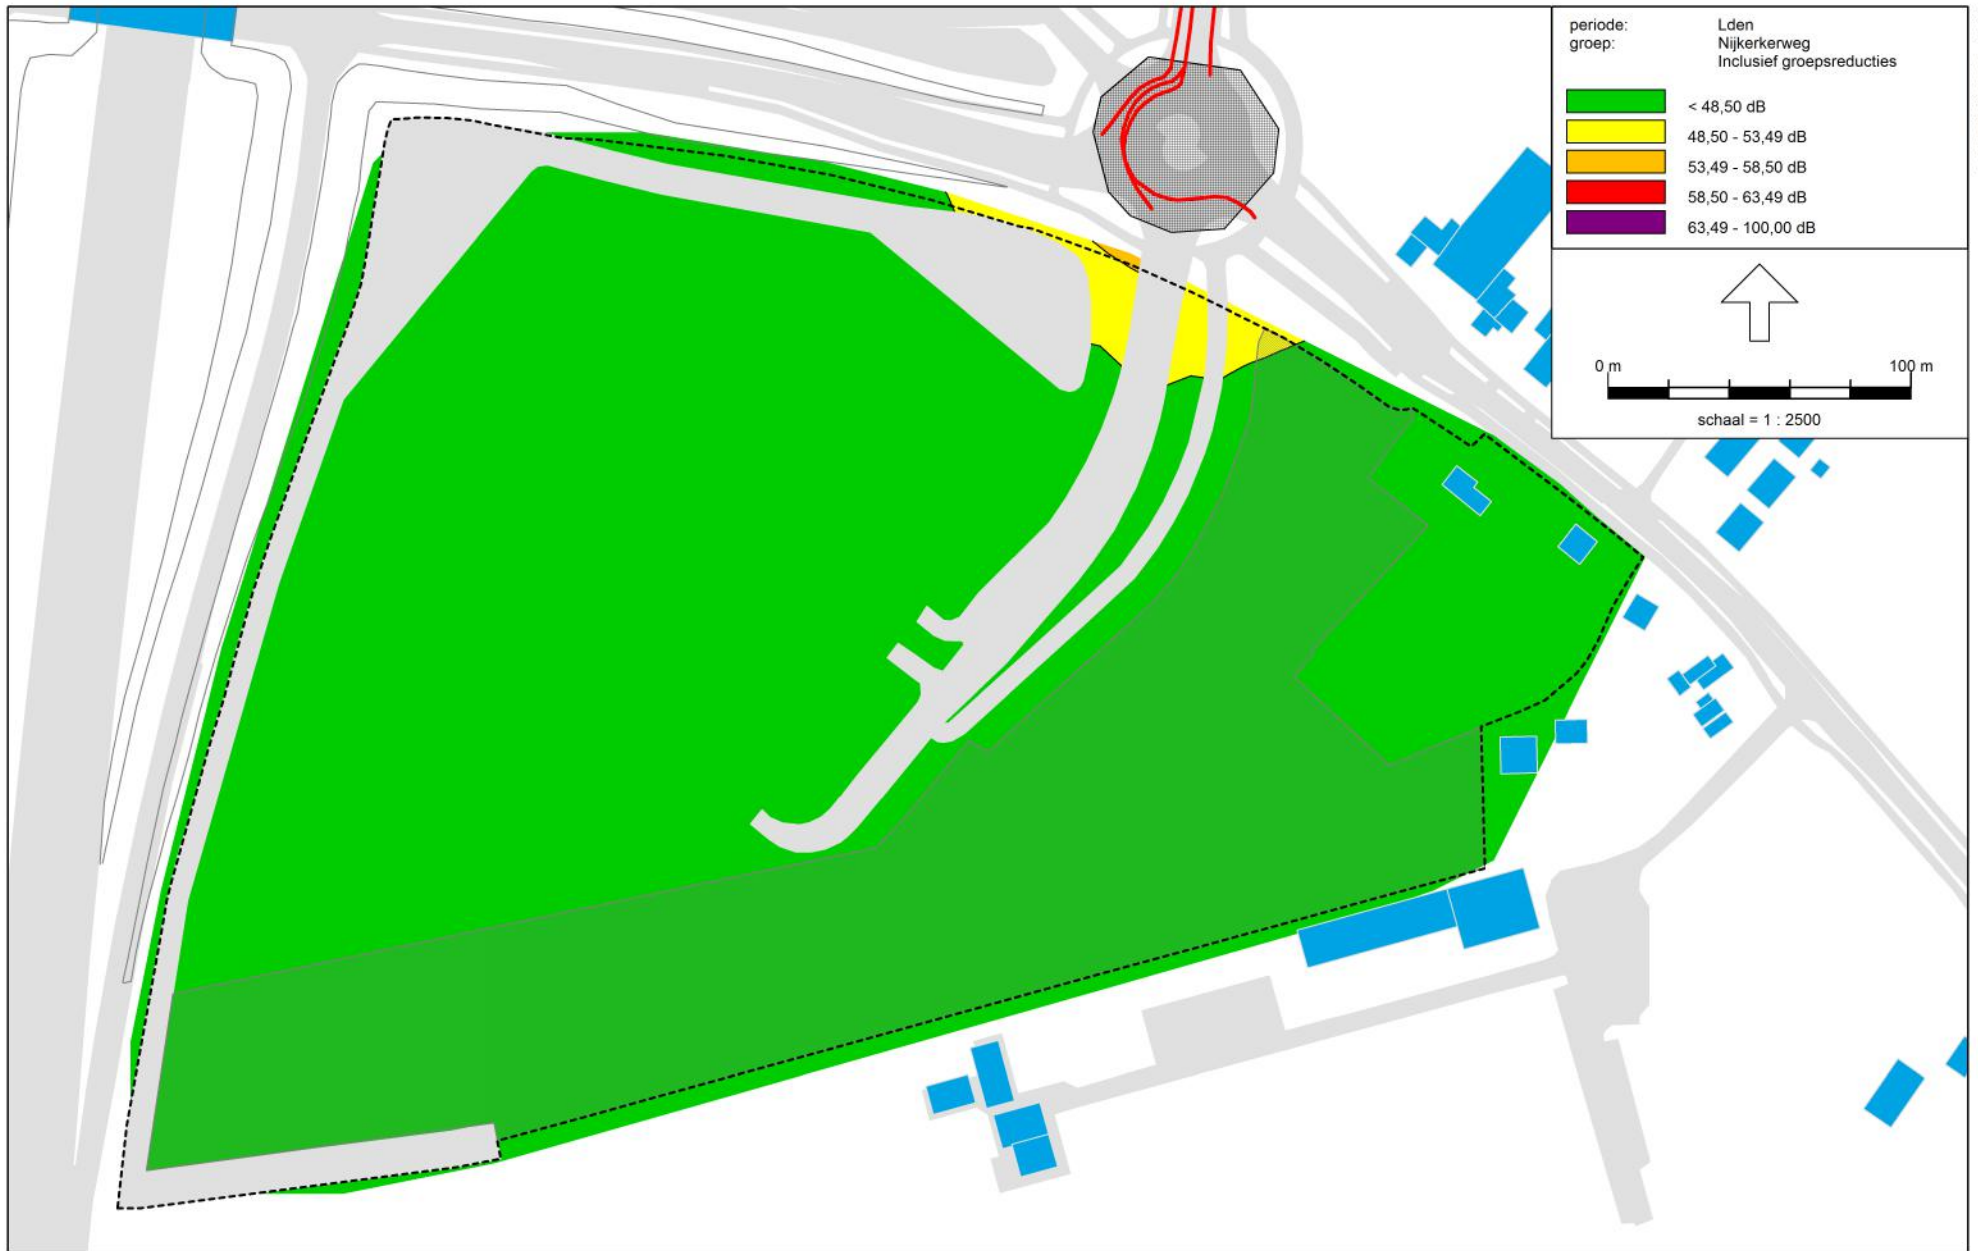 periode: Lden
groep: Nijkerkerweg
Inclusief groepsreducties
< 48,50 dB
48,50 - 53,49 dB
53,49 - 58,50 dB
58,50 - 63,49 dB
63,49 - 100,00 dB
0 m 100 m
schaal = 1 : 2500